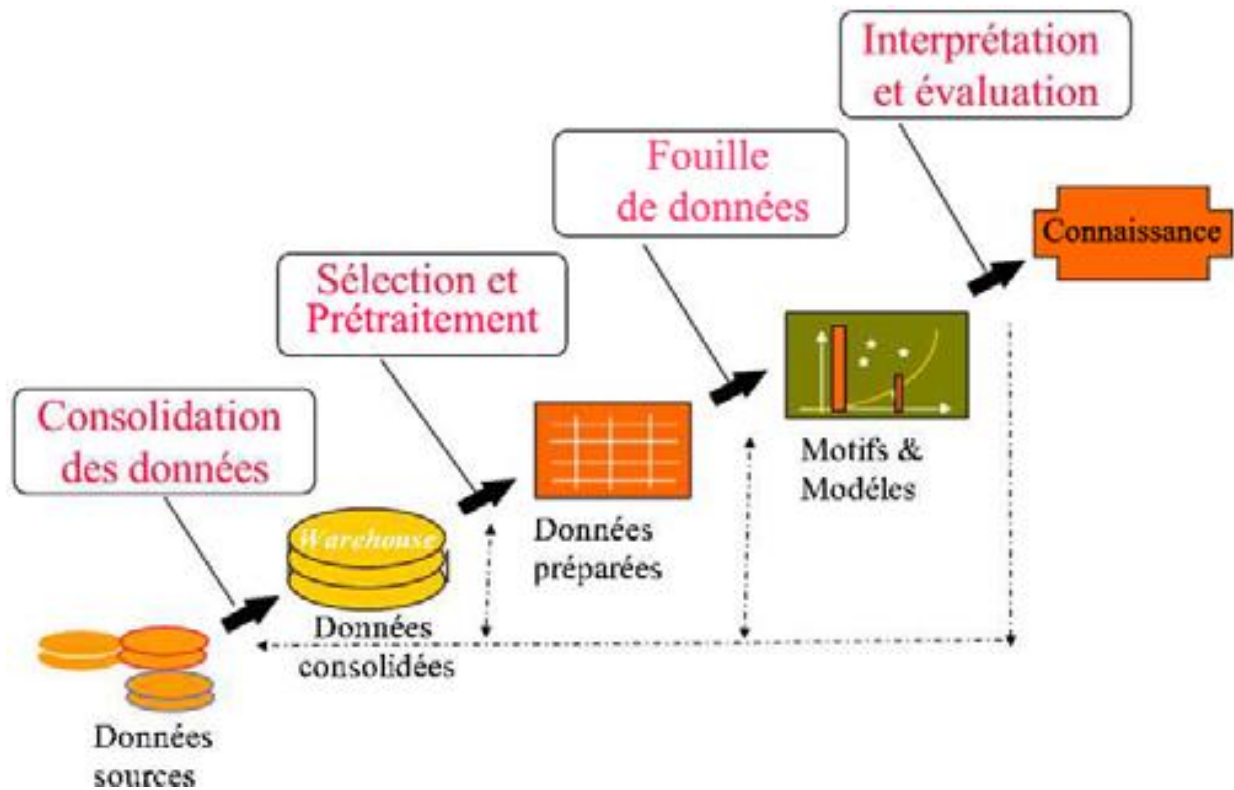 Interprétation
et évaluation
Fouille
de données
Connaissance
Sélection et
Prétraitement
Consolidation
des données
Motifs &
Modéles
Données
préparées
Warehouse
Données
consolidées
Données
sources